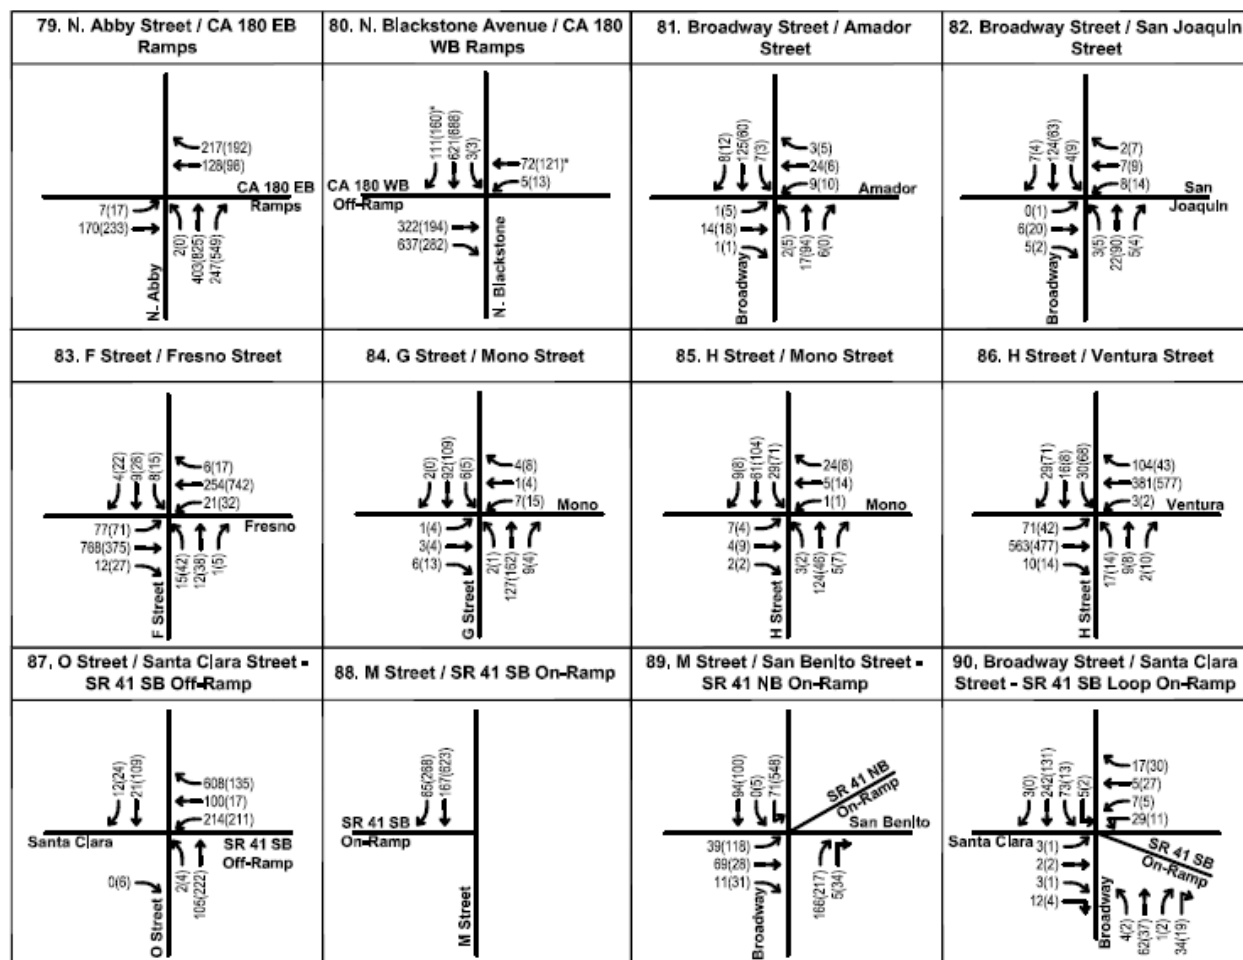 79. N. Abby Street / CA 180 EB
Ramps
217(192)
128(98)
CA 180 EB
Ramps
7(17)
170(233)
2(0)
403(825)
247(549)
N. Abby
80. N. Blackstone Avenue / CA 180
WB Ramps
111(160)*
621(688)
3(3)
72(121)*
5(13)
CA 180 WB
Off-Ramp
322(194)
637(282)
N. Blackstone
81. Broadway Street / Amador
Street
8(12)
125(60)
7(3)
3(5)
24(6)
9(10)
Amador
1(5)
14(18)
1(1)
2(5)
17(94)
6(0)
Broadway
82. Broadway Street / San Joaquin
Street
7(4)
124(63)
4(9)
2(7)
7(9)
8(14)
San
Joaquin
0(1)
6(20)
5(2)
3(5)
22(90)
5(4)
Broadway
83. F Street / Fresno Street
4(22)
9(28)
8(15)
6(17)
254(742)
21(32)
Fresno
77(71)
768(375)
12(27)
15(42)
12(38)
1(5)
F Street
84. G Street / Mono Street
2(0)
92(109)
6(5)
4(8)
1(4)
7(15)
Mono
1(4)
3(4)
6(13)
2(1)
127(162)
9(4)
G Street
85. H Street / Mono Street
9(8)
61(104)
29(71)
24(8)
5(14)
1(1)
Mono
7(4)
4(9)
2(2)
3(2)
124(46)
5(7)
H Street
86. H Street / Ventura Street
29(71)
16(8)
30(68)
104(43)
381(577)
3(2)
Ventura
71(42)
563(477)
10(14)
17(14)
9(8)
2(10)
H Street
87. O Street / Santa Clara Street -
SR 41 SB Off-Ramp
12(24)
21(109)
608(135)
100(17)
214(211)
Santa Clara
SR 41 SB
Off-Ramp
0(6)
2(4)
105(222)
O Street
88. M Street / SR 41 SB On-Ramp
65(268)
167(623)
SR 41 SB
On-Ramp
M Street
89. M Street / San Benito Street -
SR 41 NB On-Ramp
94(100)
0(5)
71(548)
SR 41 NB
On-Ramp
San Benito
39(118)
69(28)
11(31)
166(217)
5(34)
Broadway
90. Broadway Street / Santa Clara
Street - SR 41 SB Loop On-Ramp
3(0)
242(131)
73(13)
5(2)
17(30)
5(27)
7(5)
29(11)
Santa Clara
SR 41 SB
On-Ramp
3(1)
2(2)
3(1)
12(4)
4(2)
62(37)
1(2)
34(19)
Broadway